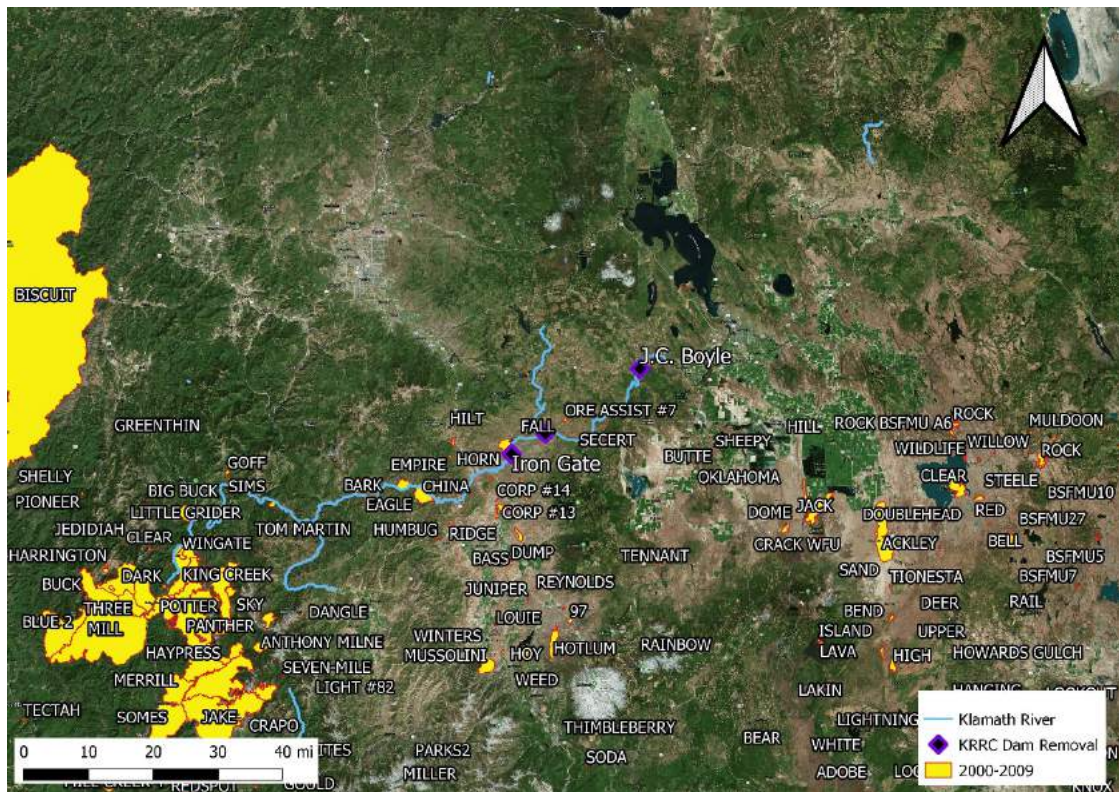 J.C. Boyle
BISCUIT
GREENTHIN
HILT
ORE ASSIST #7
FALL
SECERT
HILL
ROCK
BSFMU A6
ROCK
MULDOON
SHEEPY
WILDLIFE
WILLOW
ROCK
BUTTE
EMPIRE
HORN
Iron Gate
OKLAHOMA
CLEAR
STEELE
SHELLY
GOFF
SIMS
BIG BUCK
BARK
CHINA
CORP #14
BSFMU10
PIONEER
EAGLE
LITTLE GRIDER
CORP #13
DOME
JACK
DOUBLEHEAD
RED
BSFMU27
JEDIDIAH
CLEAR
TOM MARTIN
HUMBUG
RIDGE
CRACK
WFU
ACKLEY
BELL
HARRINGTON
WINGATE
BASS
DUMP
TENNANT
BSFMU5
BUCK
DARK
KING CREEK
JUNIPER
REYNOLDS
SAND
TIONESTA
BSFMU7
THREE
MILL
POTTER
SKY
DANGLE
LOUIE
97
BEND
DEER
RAIL
BLUE 2
PANTHER
ANTHONY MILNE
WINTERS
MUSSOLINI
HOY
HOTLUM
RAINBOW
ISLAND
UPPER
HAYPRESS
SEVEN-MILE
LAVA
HIGH
HOWARDS GULCH
MERRILL
LIGHT #82
WEED
LAKIN
TECTAH
SOMES
JAKE
CRAPO
THIMBLEBERRY
BEAR
LIGHTNING
PARKS2
SODA
WHITE
MILLER
ADOBE
0 10 20 30 40 mi
Klamath River
KRRC Dam Removal
2000-2009